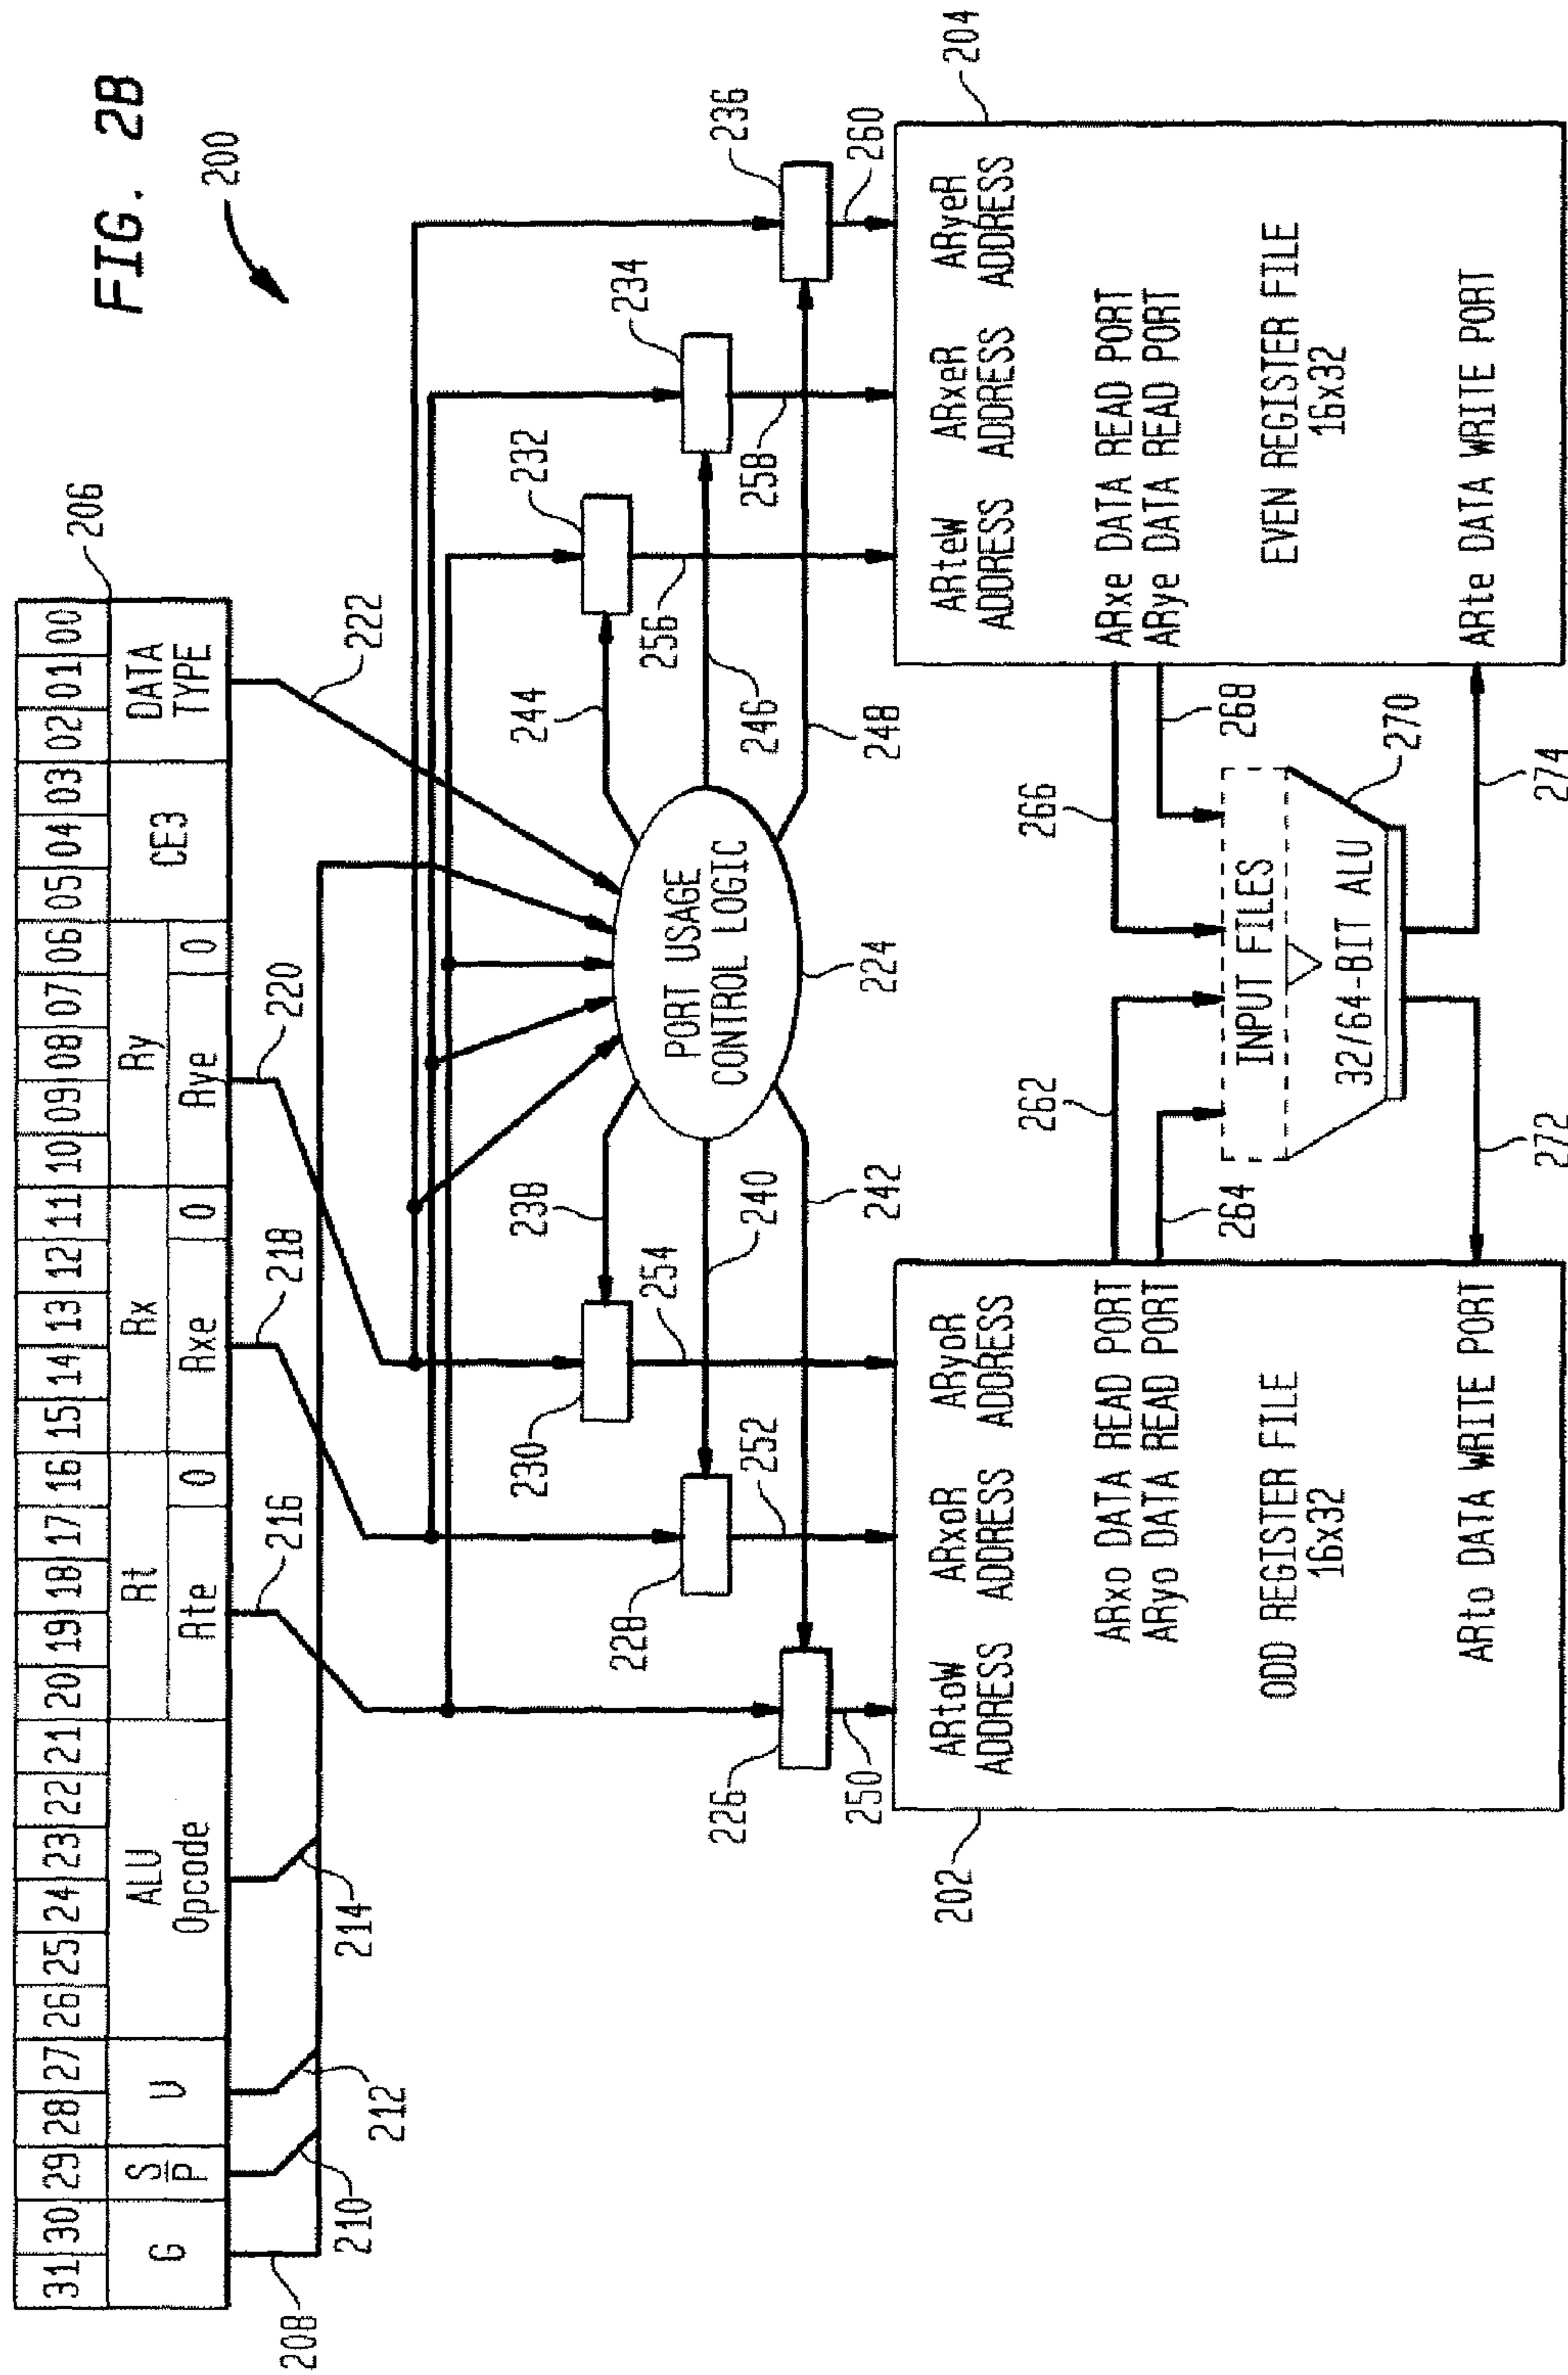 FIG. 2B
200
31 30 29 28 27 26 25 24 23 22 21 20 19 18 17 16 15 14 13 12 11 10 09 08 07 06 05 04 03 02 01 00
206
G
S/P
U
ALU
Opcode
Rt
Rx
Ry
CE3
DATA
TYPE
Rte
0
Rxe
0
Rye
0
208
210
212
214
216
218
220
222
PORT USAGE
CONTROL LOGIC
224
226
228
230
232
234
236
238
240
242
244
246
248
250
252
254
256
258
260
202
ARtoW
ADDRESS
ARxoR
ADDRESS
ARyoR
ADDRESS
ARxo DATA READ PORT
ARyo DATA READ PORT
ODD REGISTER FILE
16x32
ARto DATA WRITE PORT
262
264
266
268
INPUT FILES
32/64-BIT ALU
270
272
274
204
ARteW
ADDRESS
ARxeR
ADDRESS
ARyeR
ADDRESS
ARxe DATA READ PORT
ARye DATA READ PORT
EVEN REGISTER FILE
16x32
ARte DATA WRITE PORT